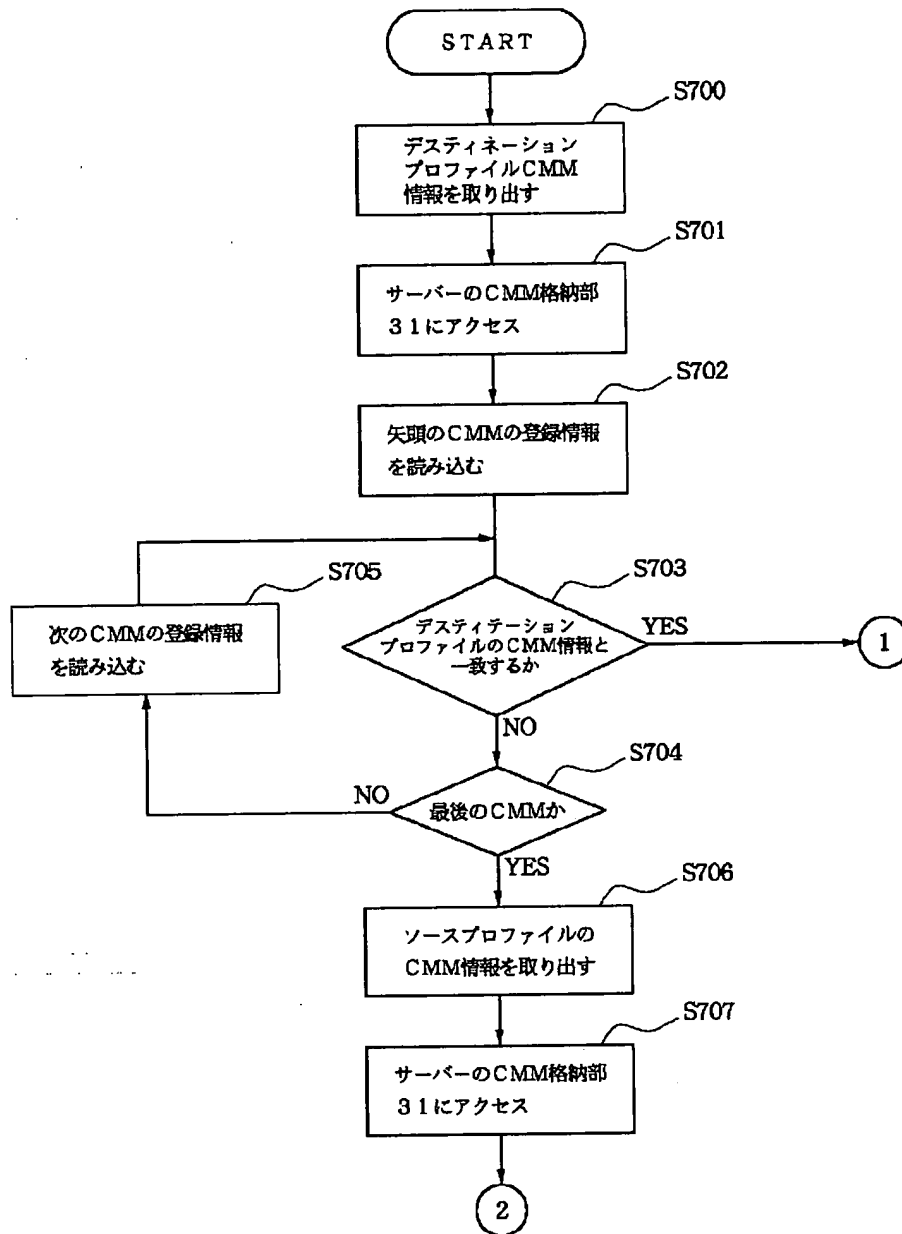 START
S700
デスティネーション
プロファイルCMM
情報を取り出す
S701
サーバーのCMM格納部
31にアクセス
S702
矢頭のCMMの登録情報
を読み込む
S705
次のCMMの登録情報
を読み込む
S703
デスティテーション
プロファイルのCMM情報と
一致するか
YES
1
NO
S704
最後のCMMか
NO
YES
S706
ソースプロファイルの
CMM情報を取り出す
S707
サーバーのCMM格納部
31にアクセス
2